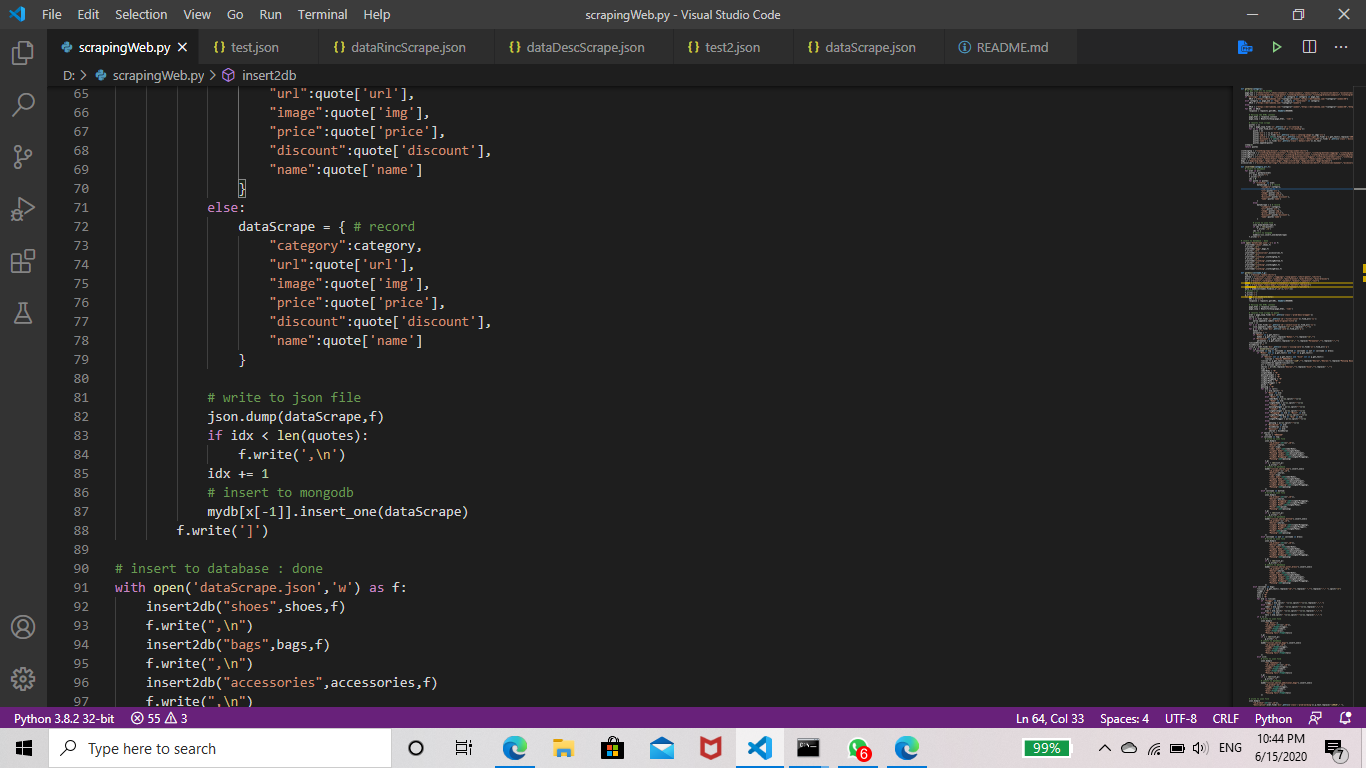 File Edit Selection View Go Run Terminal Help scrapingWeb.py - Visual Studio Code
scrapingWeb.py test.json dataRincScrape.json dataDescScrape.json test2.json dataScrape.json README.md
D: > scrapingWeb.py > insert2db
65 "url":quote['url'],
66 "image":quote['img'],
67 "price":quote['price'],
68 "discount":quote['discount'],
69 "name":quote['name']
70 }
71 else:
72 dataScrape = { # record
73 "category":category,
74 "url":quote['url'],
75 "image":quote['img'],
76 "price":quote['price'],
77 "discount":quote['discount'],
78 "name":quote['name']
79 }
80
81 # write to json file
82 json.dump(dataScrape,f)
83 if idx < len(quotes):
84 f.write(',\n')
85 idx += 1
86 # insert to mongodb
87 mydb[x[-1]].insert_one(dataScrape)
88 f.write(']')
89
90 # insert to database : done
91 with open('dataScrape.json','w') as f:
92 insert2db("shoes",shoes,f)
93 f.write(",\n")
94 insert2db("bags",bags,f)
95 f.write(",\n")
96 insert2db("accessories",accessories,f)
97 f.write(",\n")
Python 3.8.2 32-bit 55 3 Ln 64, Col 33 Spaces: 4 UTF-8 CRLF Python
Type here to search 6 99% ENG 10:44 PM 7
6/15/2020